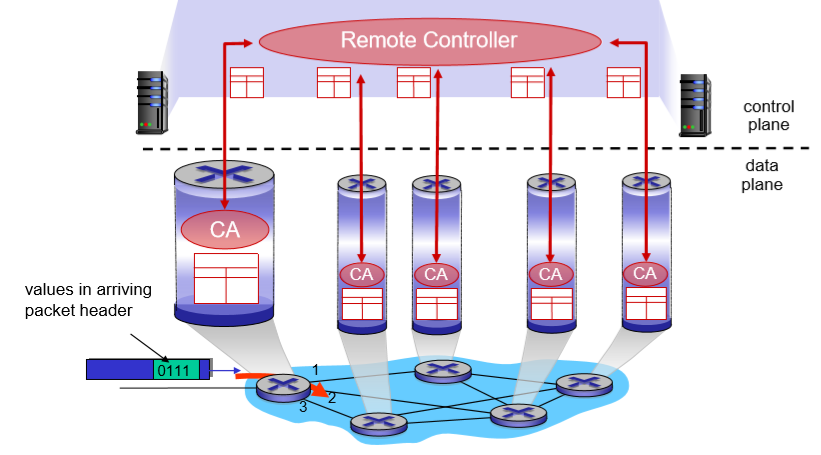 Remote Controller
control
plane
data
plane
CA
CA
CA
CA
CA
values in arriving
packet header
0111
1
2
3